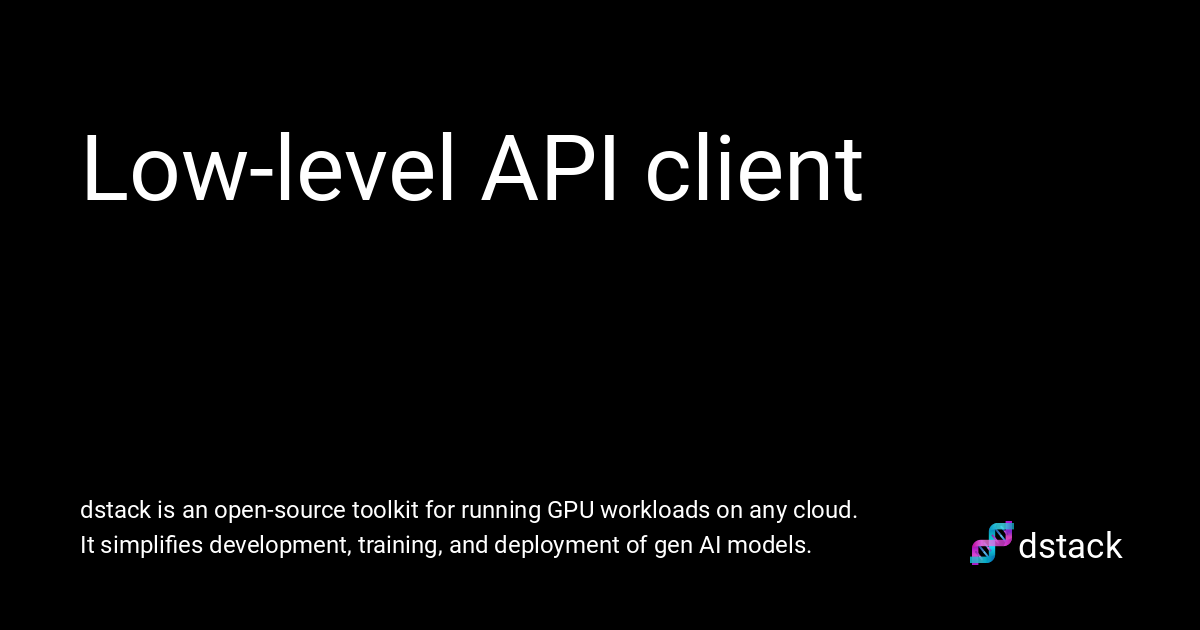 Low-level API client
dstack is an open-source toolkit for running GPU workloads on any cloud.
It simplifies development, training, and deployment of gen AI models.
dstack